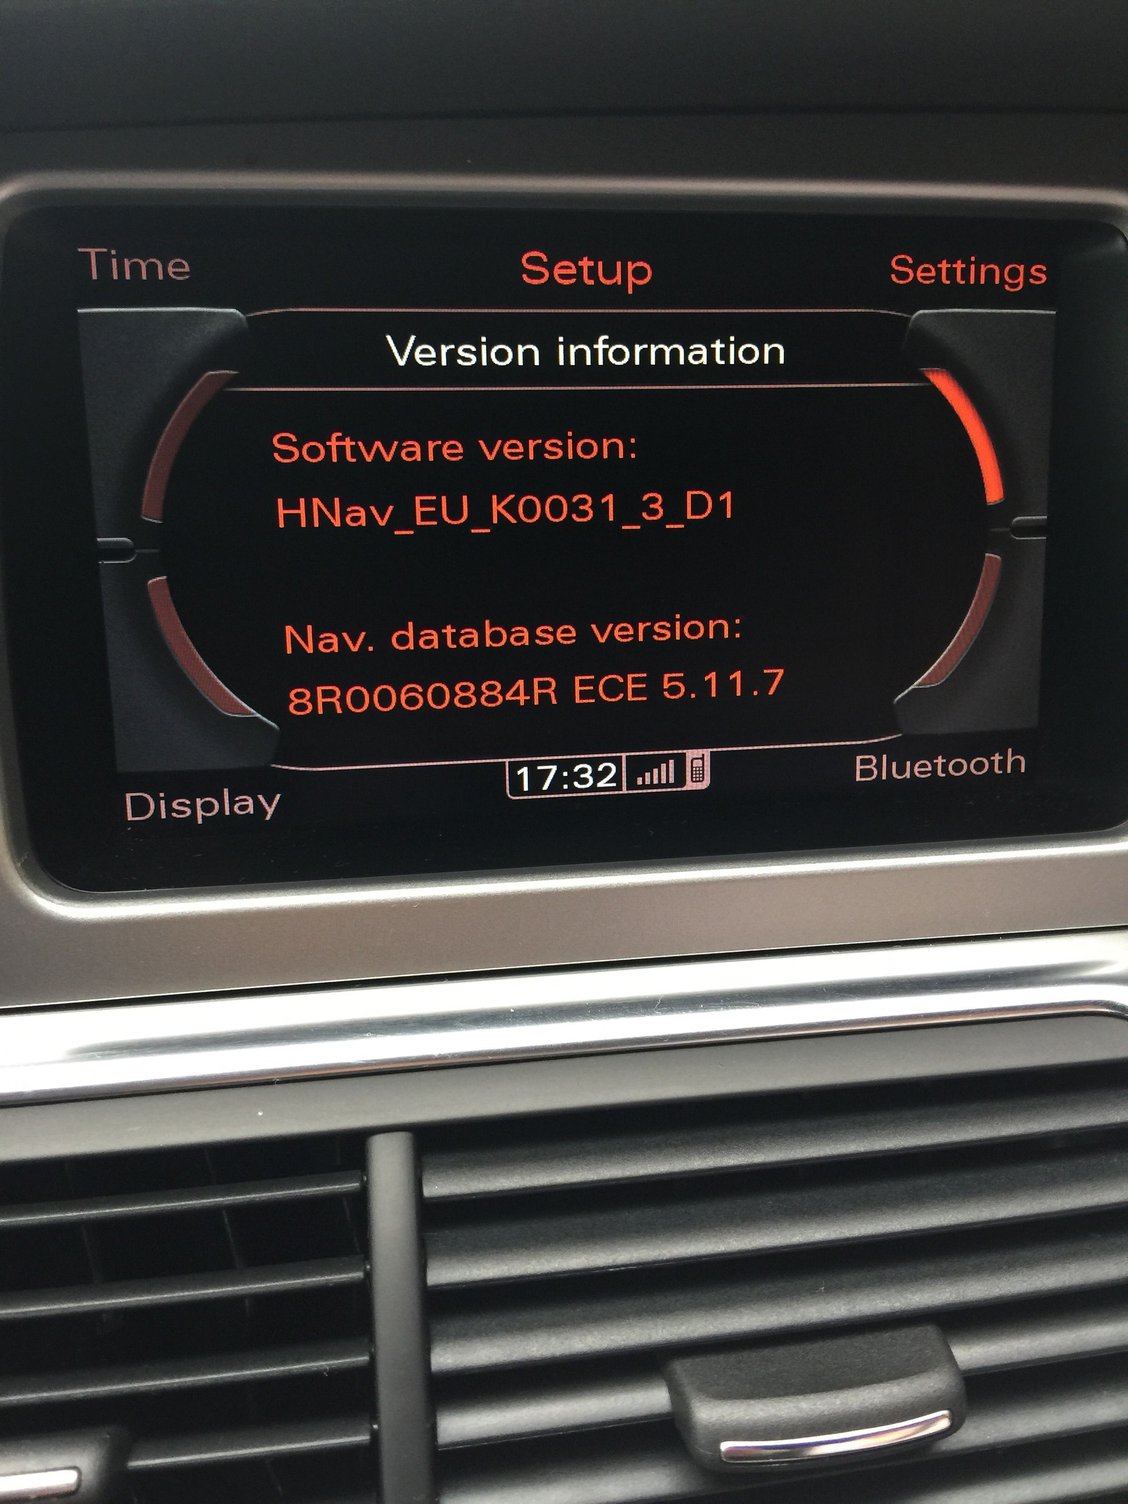 Time
Setup
Settings
Version information
Software version:
HNav_EU_K0031_3_D1
Nav. database version:
8R0060884R ECE 5.11.7
17:32
Display
Bluetooth